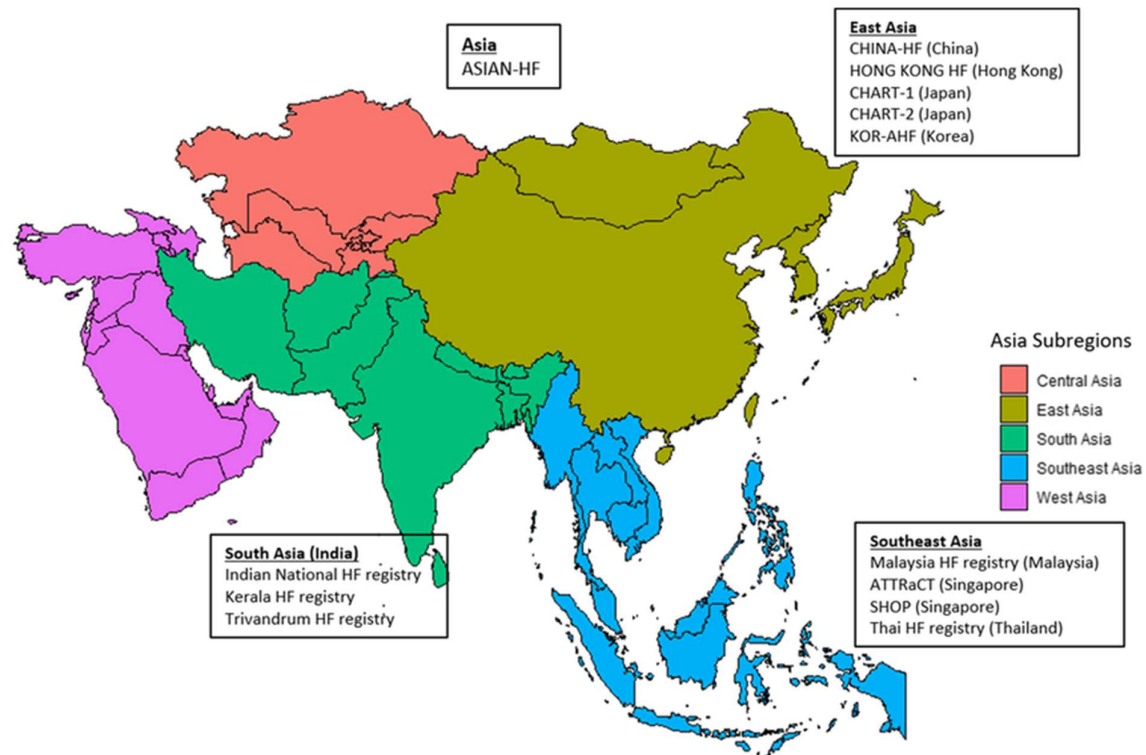 Asia
ASIAN-HF
East Asia
CHINA-HF (China)
HONG KONG HF (Hong Kong)
CHART-1 (Japan)
CHART-2 (Japan)
KOR-AHF (Korea)
Asia Subregions
Central Asia
East Asia
South Asia
Southeast Asia
West Asia
South Asia (India)
Indian National HF registry
Kerala HF registry
Trivandrum HF registry
Southeast Asia
Malaysia HF registry (Malaysia)
ATTRaCT (Singapore)
SHOP (Singapore)
Thai HF registry (Thailand)